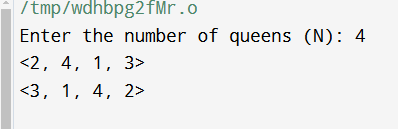 /tmp/wdhbpg2fMr.o
Enter the number of queens (N): 4
<2, 4, 1, 3>
<3, 1, 4, 2>